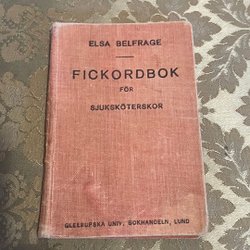 ELSA BELFRAGE
FICKORDBOK
FÖR
SJUKSKÖTERSKOR
GLEERUPSKA UNIV. BOKHANDELN, LUND